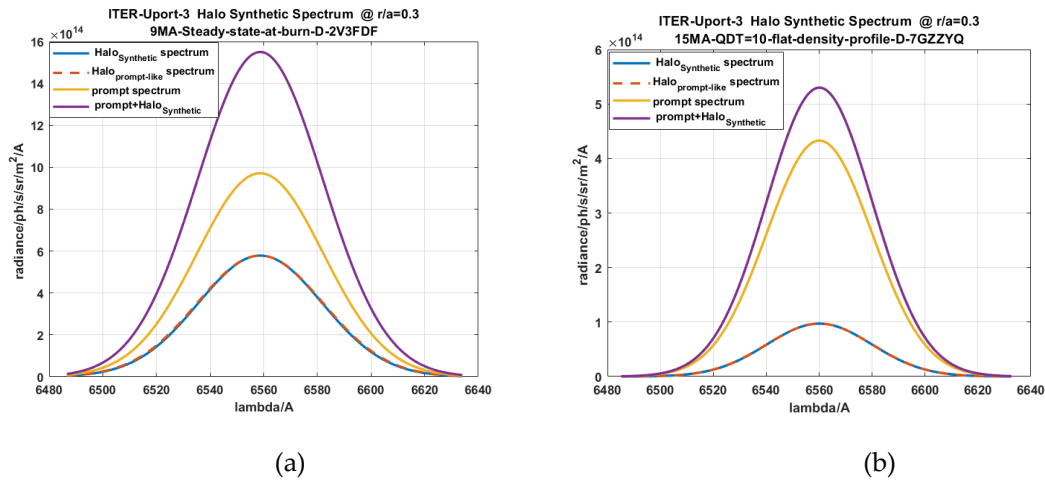 ITER-Uport-3 Halo Synthetic Spectrum @ r/a=0.3
9MA-Steady-state-at-burn-D-2V3FDF
16 ×10^14
Halo_Synthetic spectrum
Halo_prompt-like spectrum
prompt spectrum
prompt+Halo_Synthetic
14
12
10
8
6
4
2
0
radiance/ph/s/sr/m^2/A
6480 6500 6520 6540 6560 6580 6600 6620 6640
lambda/A
(a)
ITER-Uport-3 Halo Synthetic Spectrum @ r/a=0.3
15MA-QDT=10-flat-density-profile-D-7GZZYQ
6 ×10^14
Halo_Synthetic spectrum
Halo_prompt-like spectrum
prompt spectrum
prompt+Halo_Synthetic
5
4
3
2
1
0
radiance/ph/s/sr/m^2/A
6480 6500 6520 6540 6560 6580 6600 6620 6640
lambda/A
(b)